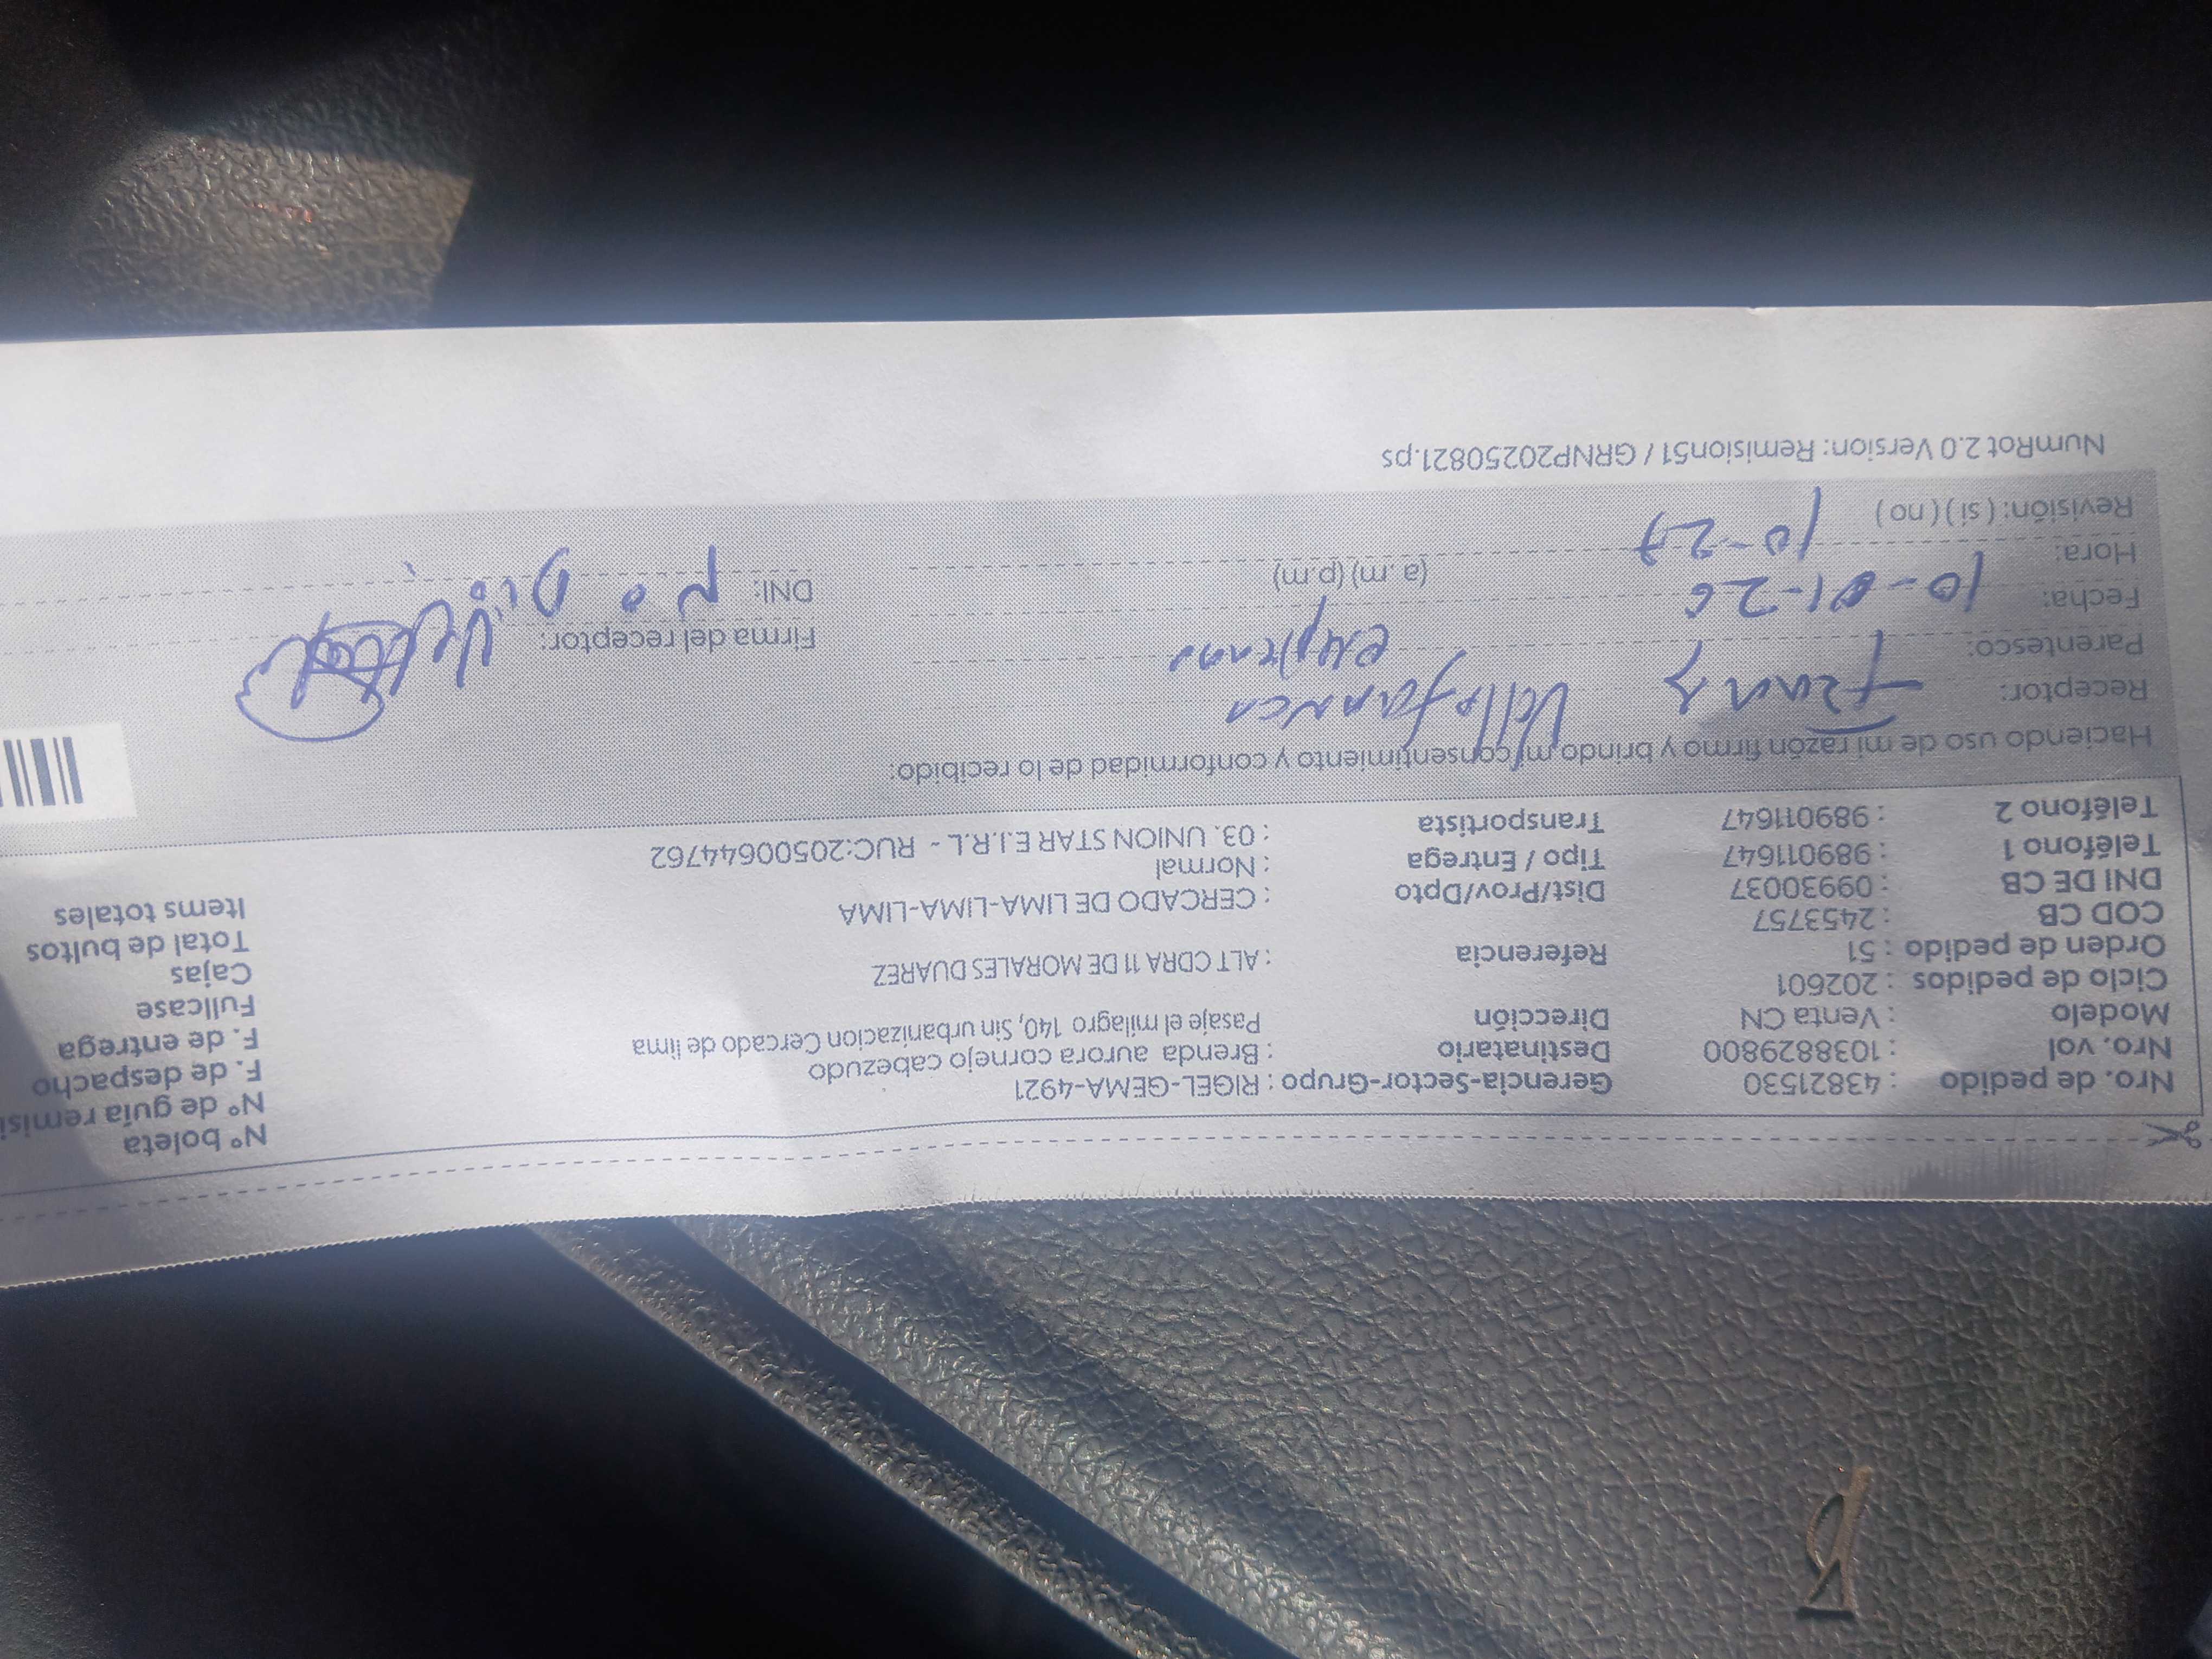 Nro. de pedido : 43821530 Gerencia-Sector-Grupo : RIGEL-GEMA-4921 N° boleta
Nro. vol : 1038829800 Destinatario : Brenda aurora cornejo cabezudo N° de guía remisi
Modelo : Venta CN Dirección Pasaje el milagro 140, Sin urbanizacion Cercado de lima F. de despacho
Ciclo de pedidos : 202601 F. de entrega
Orden de pedido : 51 Referencia : ALT CDRA 11 DE MORALES DUAREZ Fullcase
COD CB : 2453757 Cajas
DNI DE CB : 09930037 Dist/Prov/Dpto : CERCADO DE LIMA-LIMA-LIMA Total de bultos
Teléfono 1 : 989011647 Tipo / Entrega : Normal Items totales
Teléfono 2 : 989011647 Transportista : 03. UNION STAR E.I.R.L - RUC:20500644762
Haciendo uso de mi razón firmo y brindo mi consentimiento y conformidad de lo recibido:
Receptor: Franz Villafranca
Parentesco: Firma del receptor:
Fecha: 10-01-26 DNI: No Dio.
Hora: 10-27 (a.m) (p.m)
Revisión: (si) (no)
NumRot 2.0 Version: Remision51 / GRNP20250821.ps